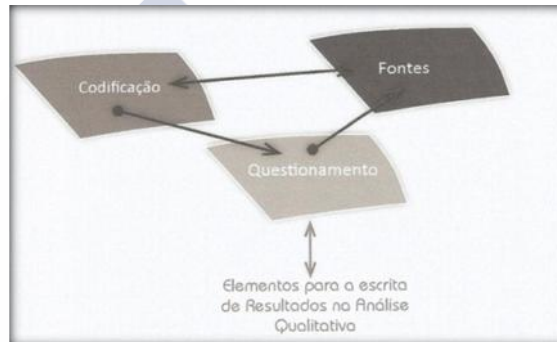 Codificação
Fontes
Questionamento
Elementos para a escrita
de Resultados na Análise
Qualitativa